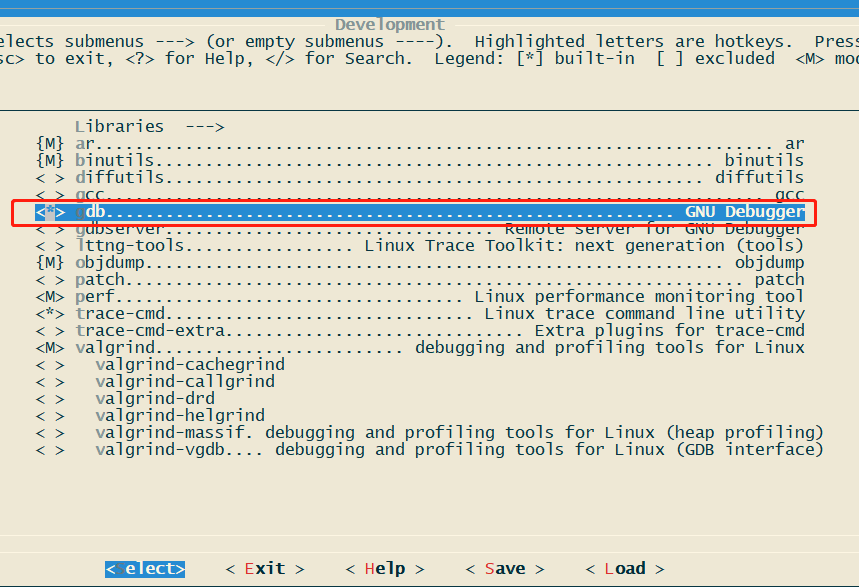 Development
elects submenus ---> (or empty submenus ----).  Highlighted letters are hotkeys.  Press
sc> to exit, <?> for Help, </> for Search.  Legend: [*] built-in  [ ] excluded  <M> mod
Libraries  --->
{M} ar.................................................................... ar
{M} binutils........................................................ binutils
< > diffutils...................................................... diffutils
< > gcc.................................................................. gcc
<*> gdb......................................................... GNU Debugger
< > gdbserver................................. Remote server for GNU Debugger
< > lttng-tools................. Linux Trace Toolkit: next generation (tools)
{M} objdump.......................................................... objdump
< > patch.............................................................. patch
<M> perf................................... Linux performance monitoring tool
<*> trace-cmd............................... Linux trace command line utility
< > trace-cmd-extra.............................. Extra plugins for trace-cmd
<M> valgrind......................... debugging and profiling tools for Linux
< >   valgrind-cachegrind
< >   valgrind-callgrind
< >   valgrind-drd
< >   valgrind-helgrind
< >   valgrind-massif. debugging and profiling tools for Linux (heap profiling)
< >   valgrind-vgdb.... debugging and profiling tools for Linux (GDB interface)
< elect>    < Exit >    < Help >    < Save >    < Load >